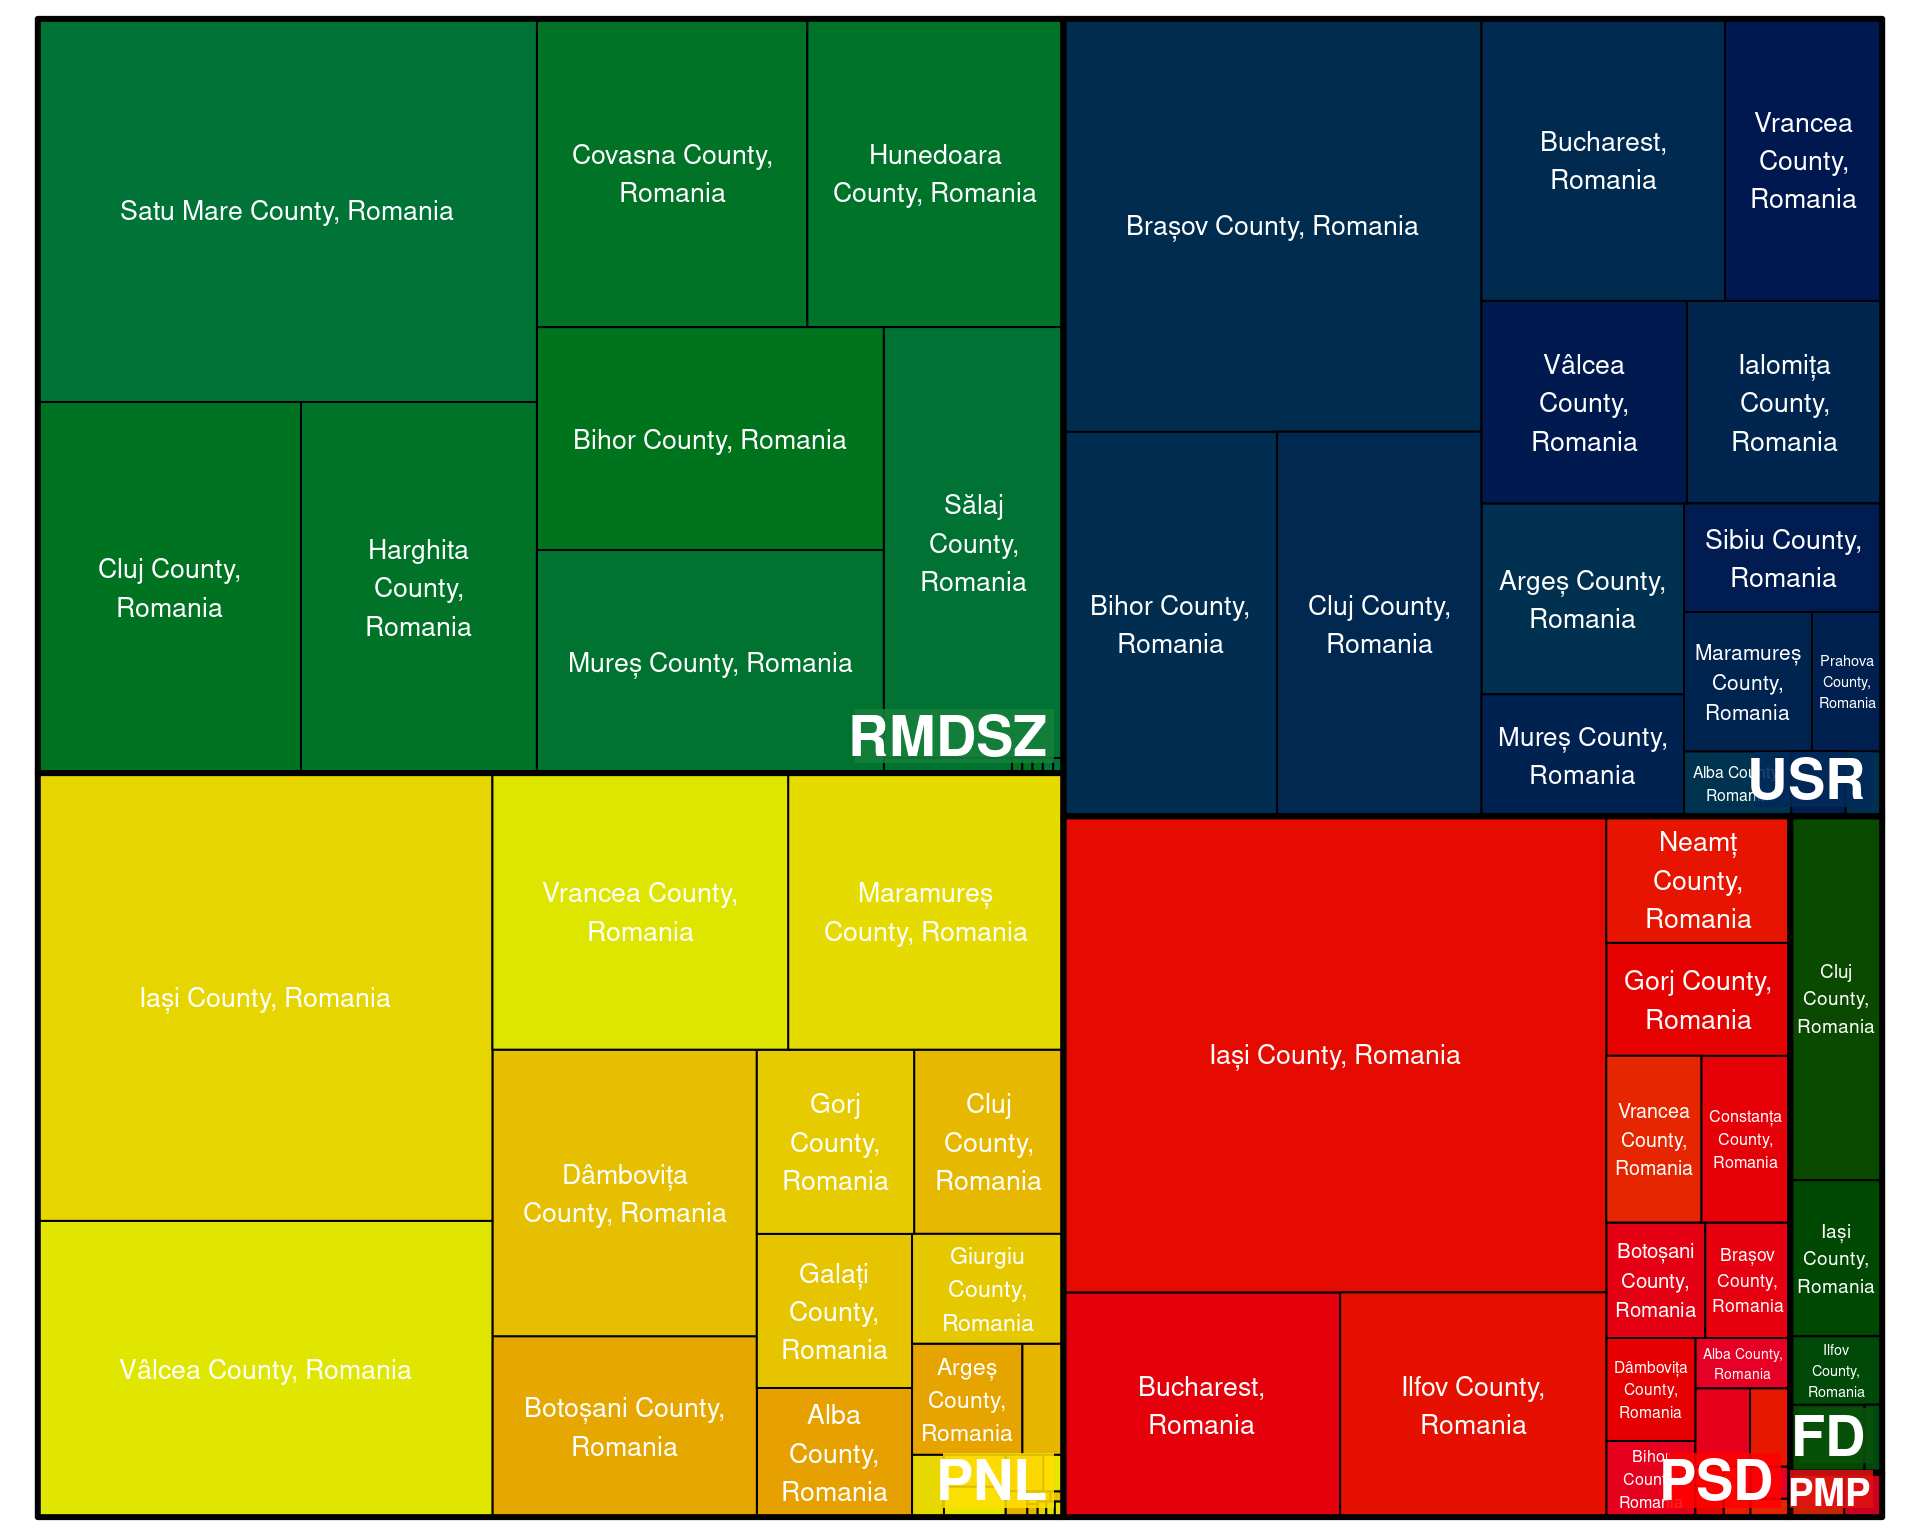 Satu Mare County, Romania
Covasna County,
Romania
Hunedoara
County, Romania
Cluj County,
Romania
Harghita
County,
Romania
Bihor County, Romania
Mureș County, Romania
Sălaj
County,
Romania
RMDSZ
Brașov County, Romania
Bucharest,
Romania
Vrancea
County,
Romania
Vâlcea
County,
Romania
Ialomița
County,
Romania
Bihor County,
Romania
Cluj County,
Romania
Argeș County,
Romania
Sibiu County,
Romania
Maramureș
County,
Romania
Prahova
County,
Romania
Mureș County,
Romania
Alba
USR
Iași County, Romania
Vrancea County,
Romania
Maramureș
County, Romania
Vâlcea County, Romania
Dâmbovița
County, Romania
Gorj
County,
Romania
Cluj
County,
Romania
Galați
County,
Romania
Giurgiu
County,
Romania
Botoșani County,
Romania
Alba
County,
Romania
Argeș
County,
Romania
PNL
Iași County, Romania
Neamț
County,
Romania
Gorj County,
Romania
Vrancea
County,
Romania
Constanța
County,
Romania
Bucharest,
Romania
Ilfov County,
Romania
Botoșani
County,
Romania
Brașov
County,
Romania
Dâmbovița
County,
Romania
Alba County,
Romania
Bihor
PSD
Cluj
County,
Romania
Iași
County,
Romania
Ilfov
County,
Romania
FD
PMP